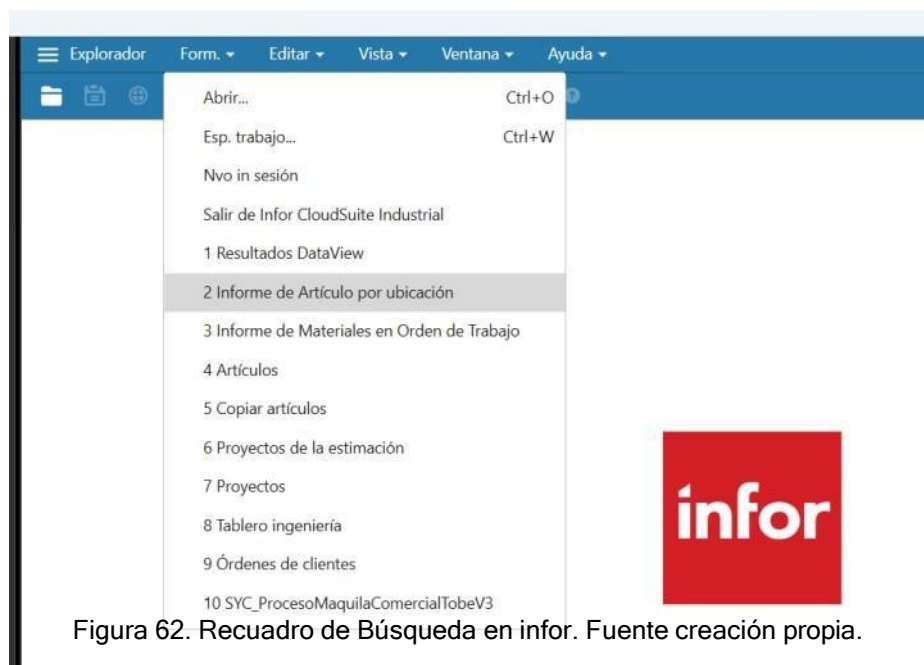 Explorador Form. Editar Vista Ventana Ayuda
Abrir... Ctrl+O
Esp. trabajo... Ctrl+W
Nvo in sesión
Salir de Infor CloudSuite Industrial
1 Resultados DataView
2 Informe de Artículo por ubicación
3 Informe de Materiales en Orden de Trabajo
4 Artículos
5 Copiar artículos
6 Proyectos de la estimación
7 Proyectos
8 Tablero ingeniería
9 Órdenes de clientes
10 SYC_ProcesoMaquilaComercialTobeV3
infor
Figura 62. Recuadro de Búsqueda en infor. Fuente creación propia.